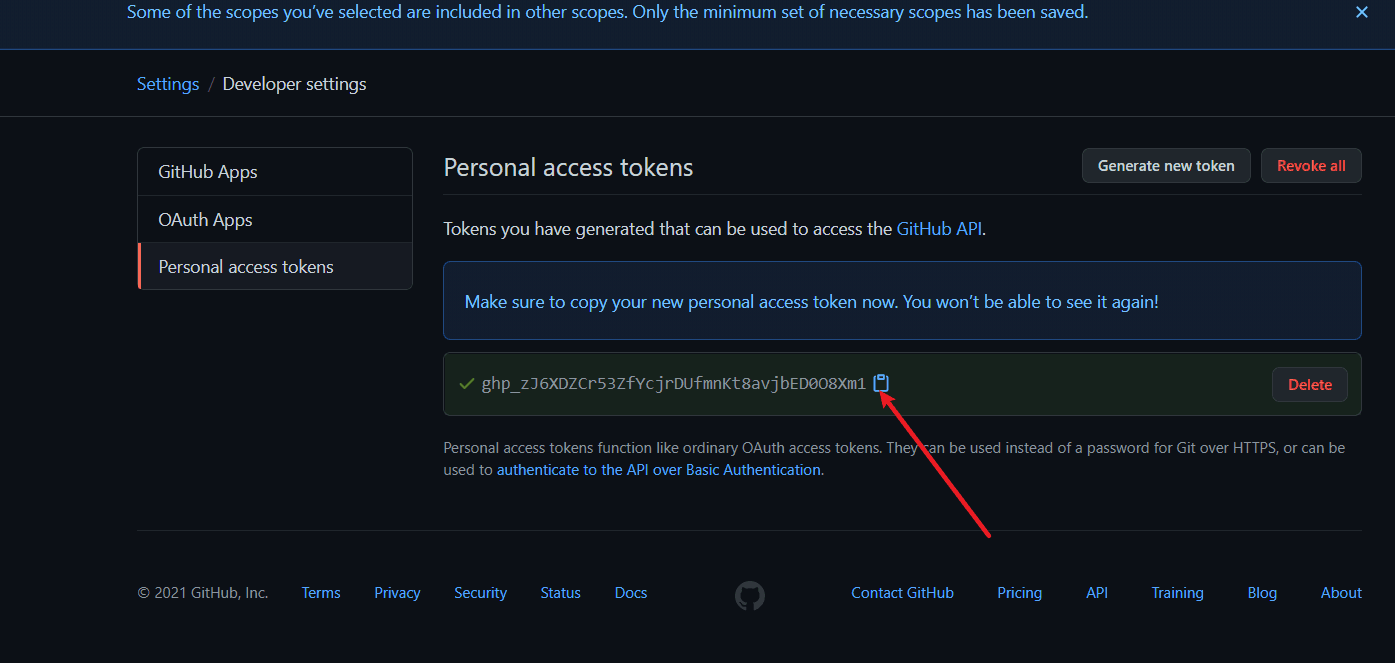 Some of the scopes you’ve selected are included in other scopes. Only the minimum set of necessary scopes has been saved.
Settings / Developer settings
GitHub Apps
OAuth Apps
Personal access tokens
Personal access tokens
Generate new token
Revoke all
Tokens you have generated that can be used to access the GitHub API.
Make sure to copy your new personal access token now. You won’t be able to see it again!
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
Delete
Personal access tokens function like ordinary OAuth access tokens. They can be used instead of a password for Git over HTTPS, or can be
used to authenticate to the API over Basic Authentication.
© 2021 GitHub, Inc.
Terms
Privacy
Security
Status
Docs
Contact GitHub
Pricing
API
Training
Blog
About